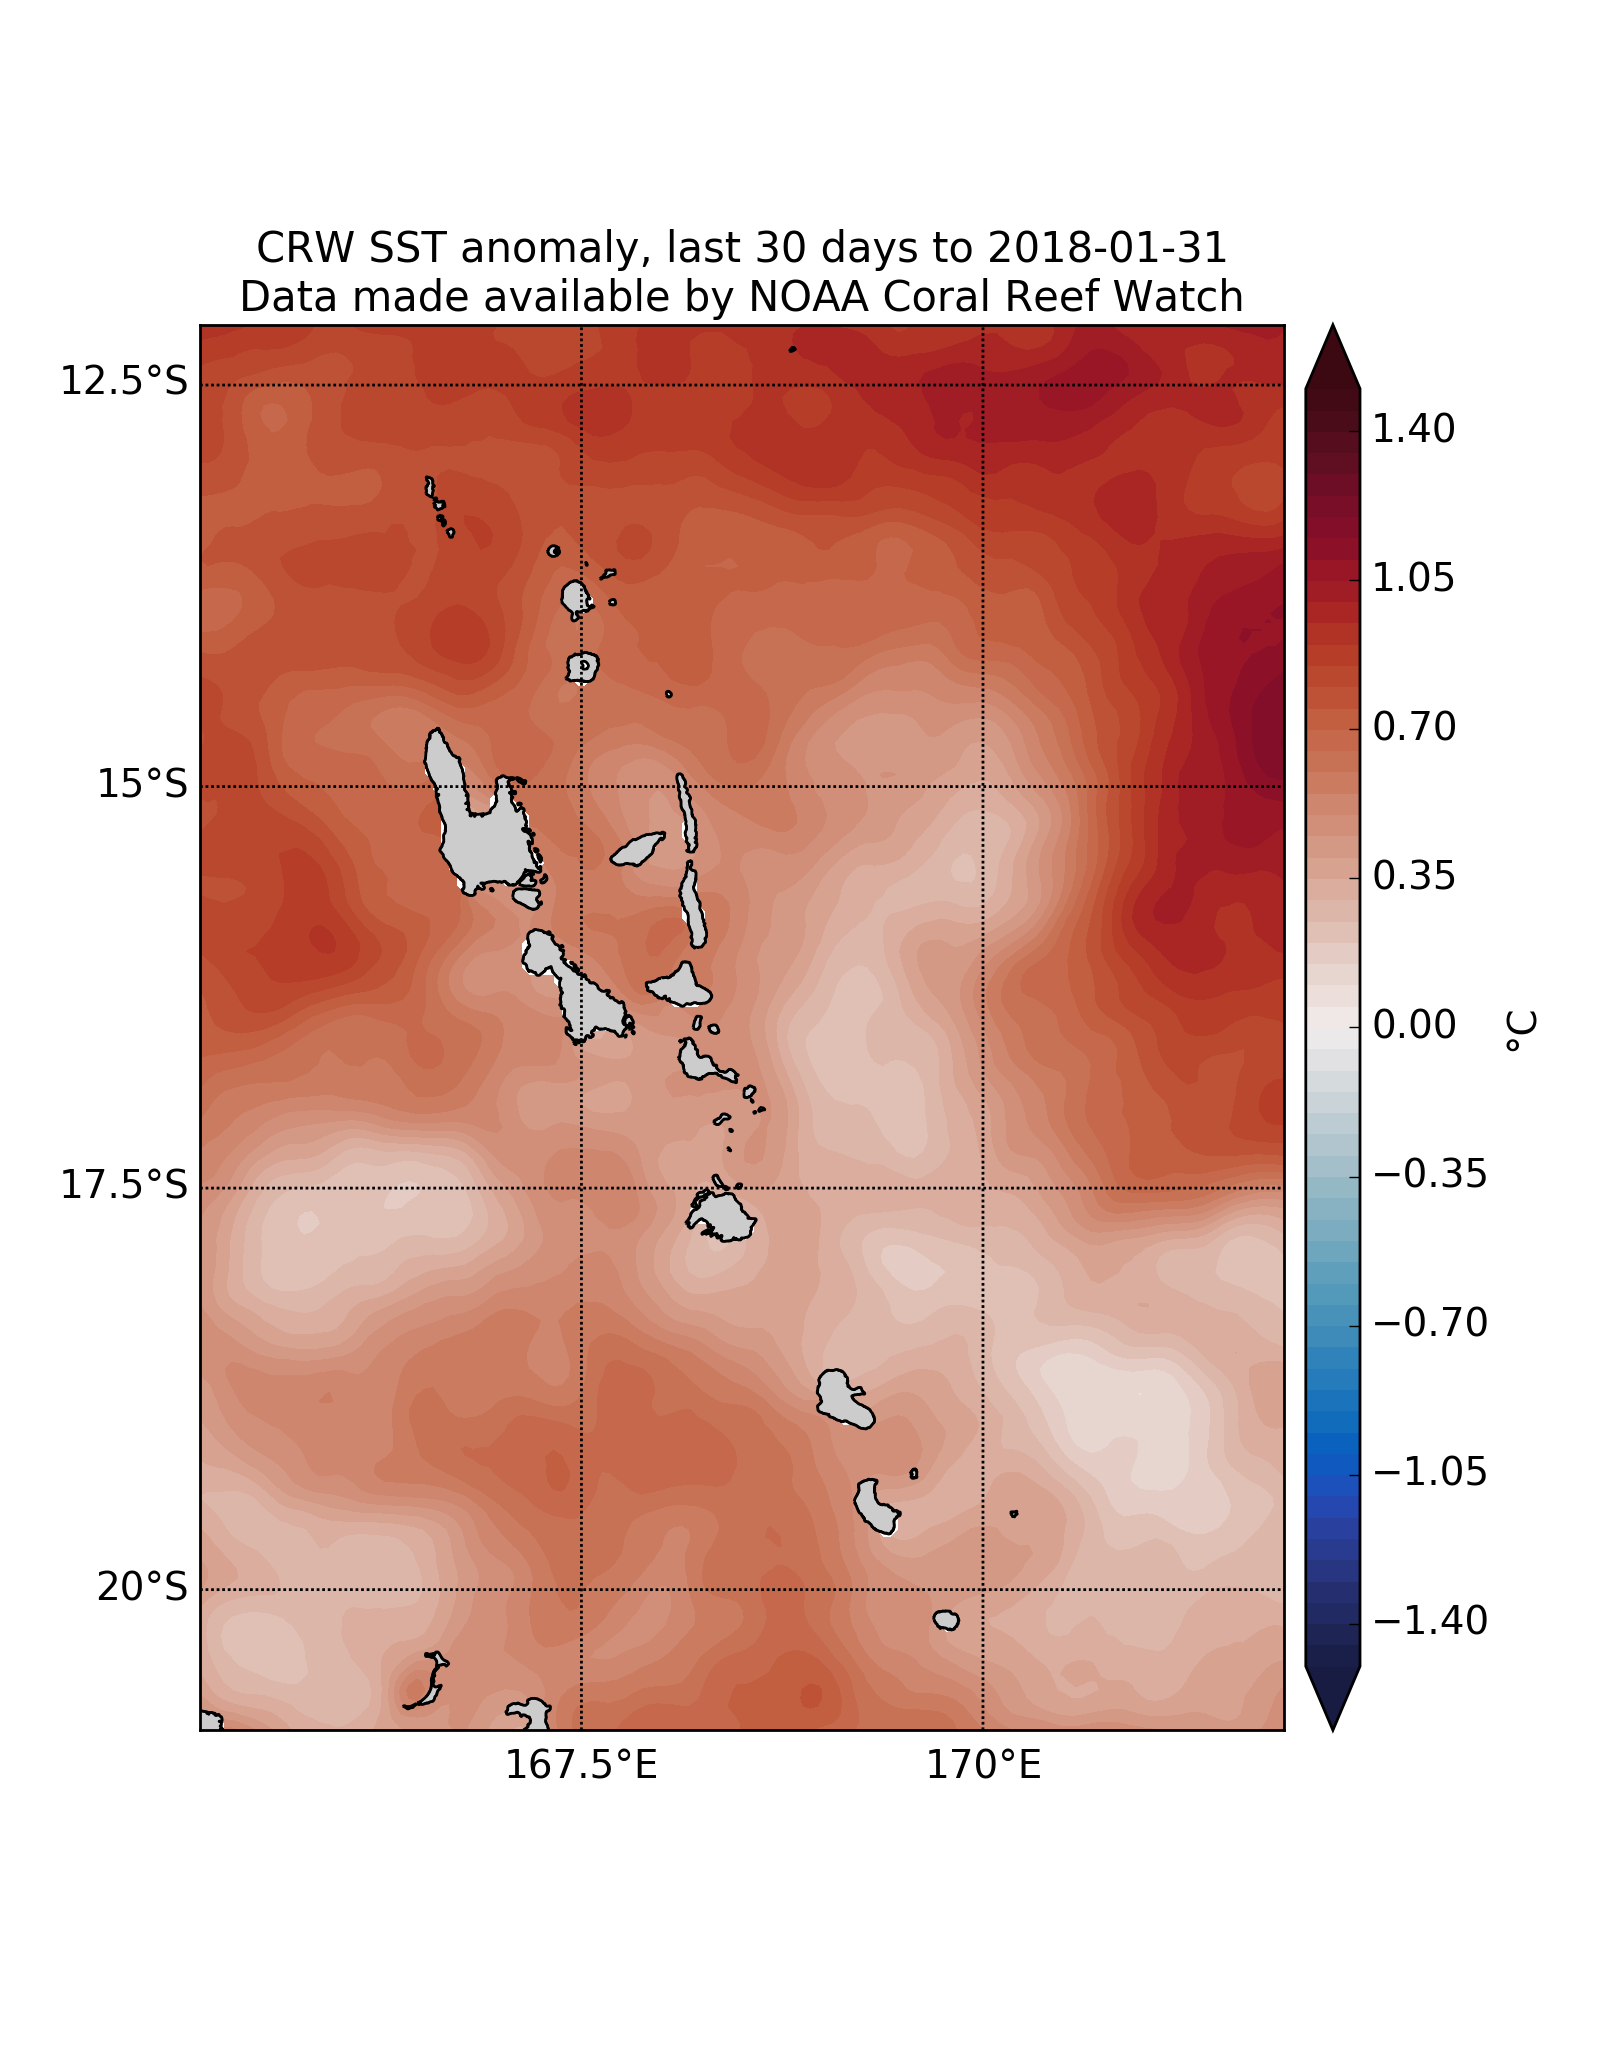 CRW SST anomaly, last 30 days to 2018-01-31
Data made available by NOAA Coral Reef Watch
12.5°S
15°S
17.5°S
20°S
167.5°E
170°E
1.40
1.05
0.70
0.35
0.00
−0.35
−0.70
−1.05
−1.40
°C